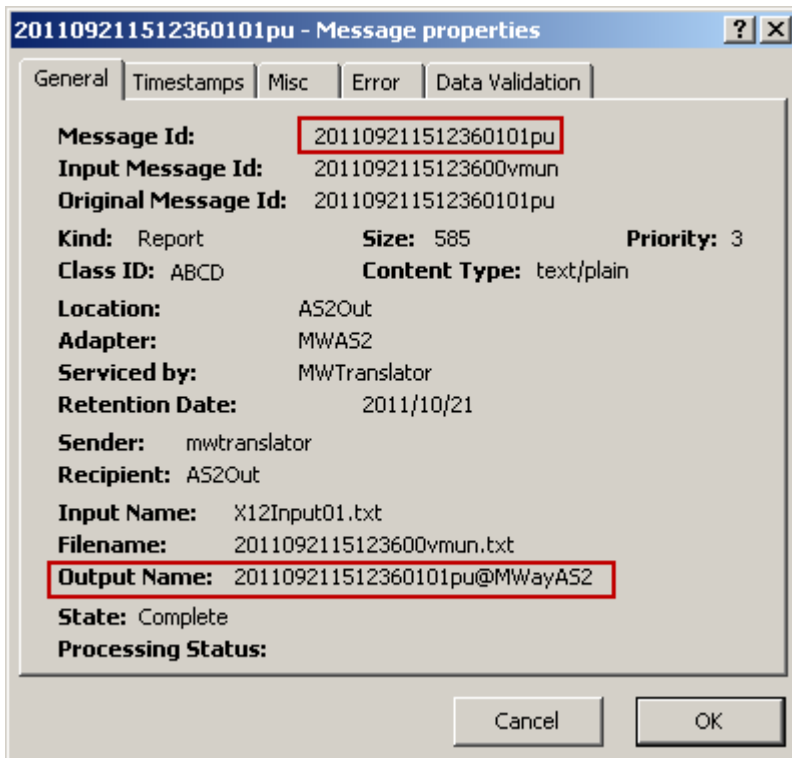 201109211512360101pu - Message properties
General Timestamps Misc Error Data Validation
Message Id: 201109211512360101pu
Input Message Id: 2011092115123600vmun
Original Message Id: 201109211512360101pu
Kind: Report Size: 585 Priority: 3
Class ID: ABCD Content Type: text/plain
Location: AS2Out
Adapter: MWAS2
Serviced by: MWTranslator
Retention Date: 2011/10/21
Sender: mwtranslator
Recipient: AS2Out
Input Name: X12Input01.txt
Filename: 2011092115123600vmun.txt
Output Name: 201109211512360101pu@MWayAS2
State: Complete
Processing Status:
Cancel OK